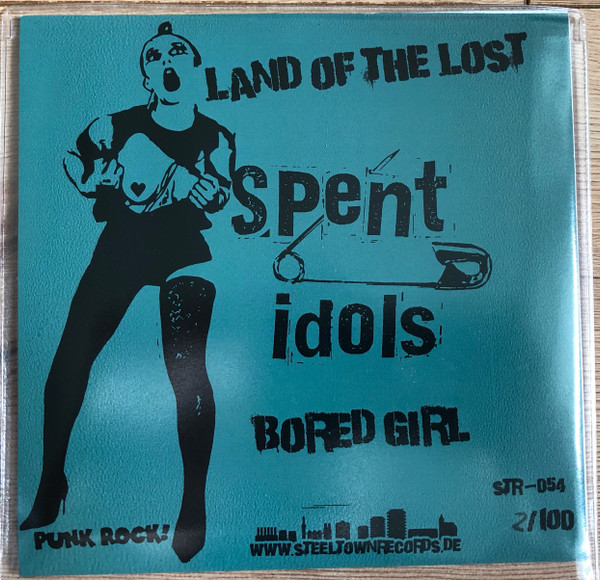 LAND OF THE LOST
spent
idols
BORED GIRL
STR-054
2/100
PUNK ROCK!
WWW.STEELTOWNRECORDS.DE